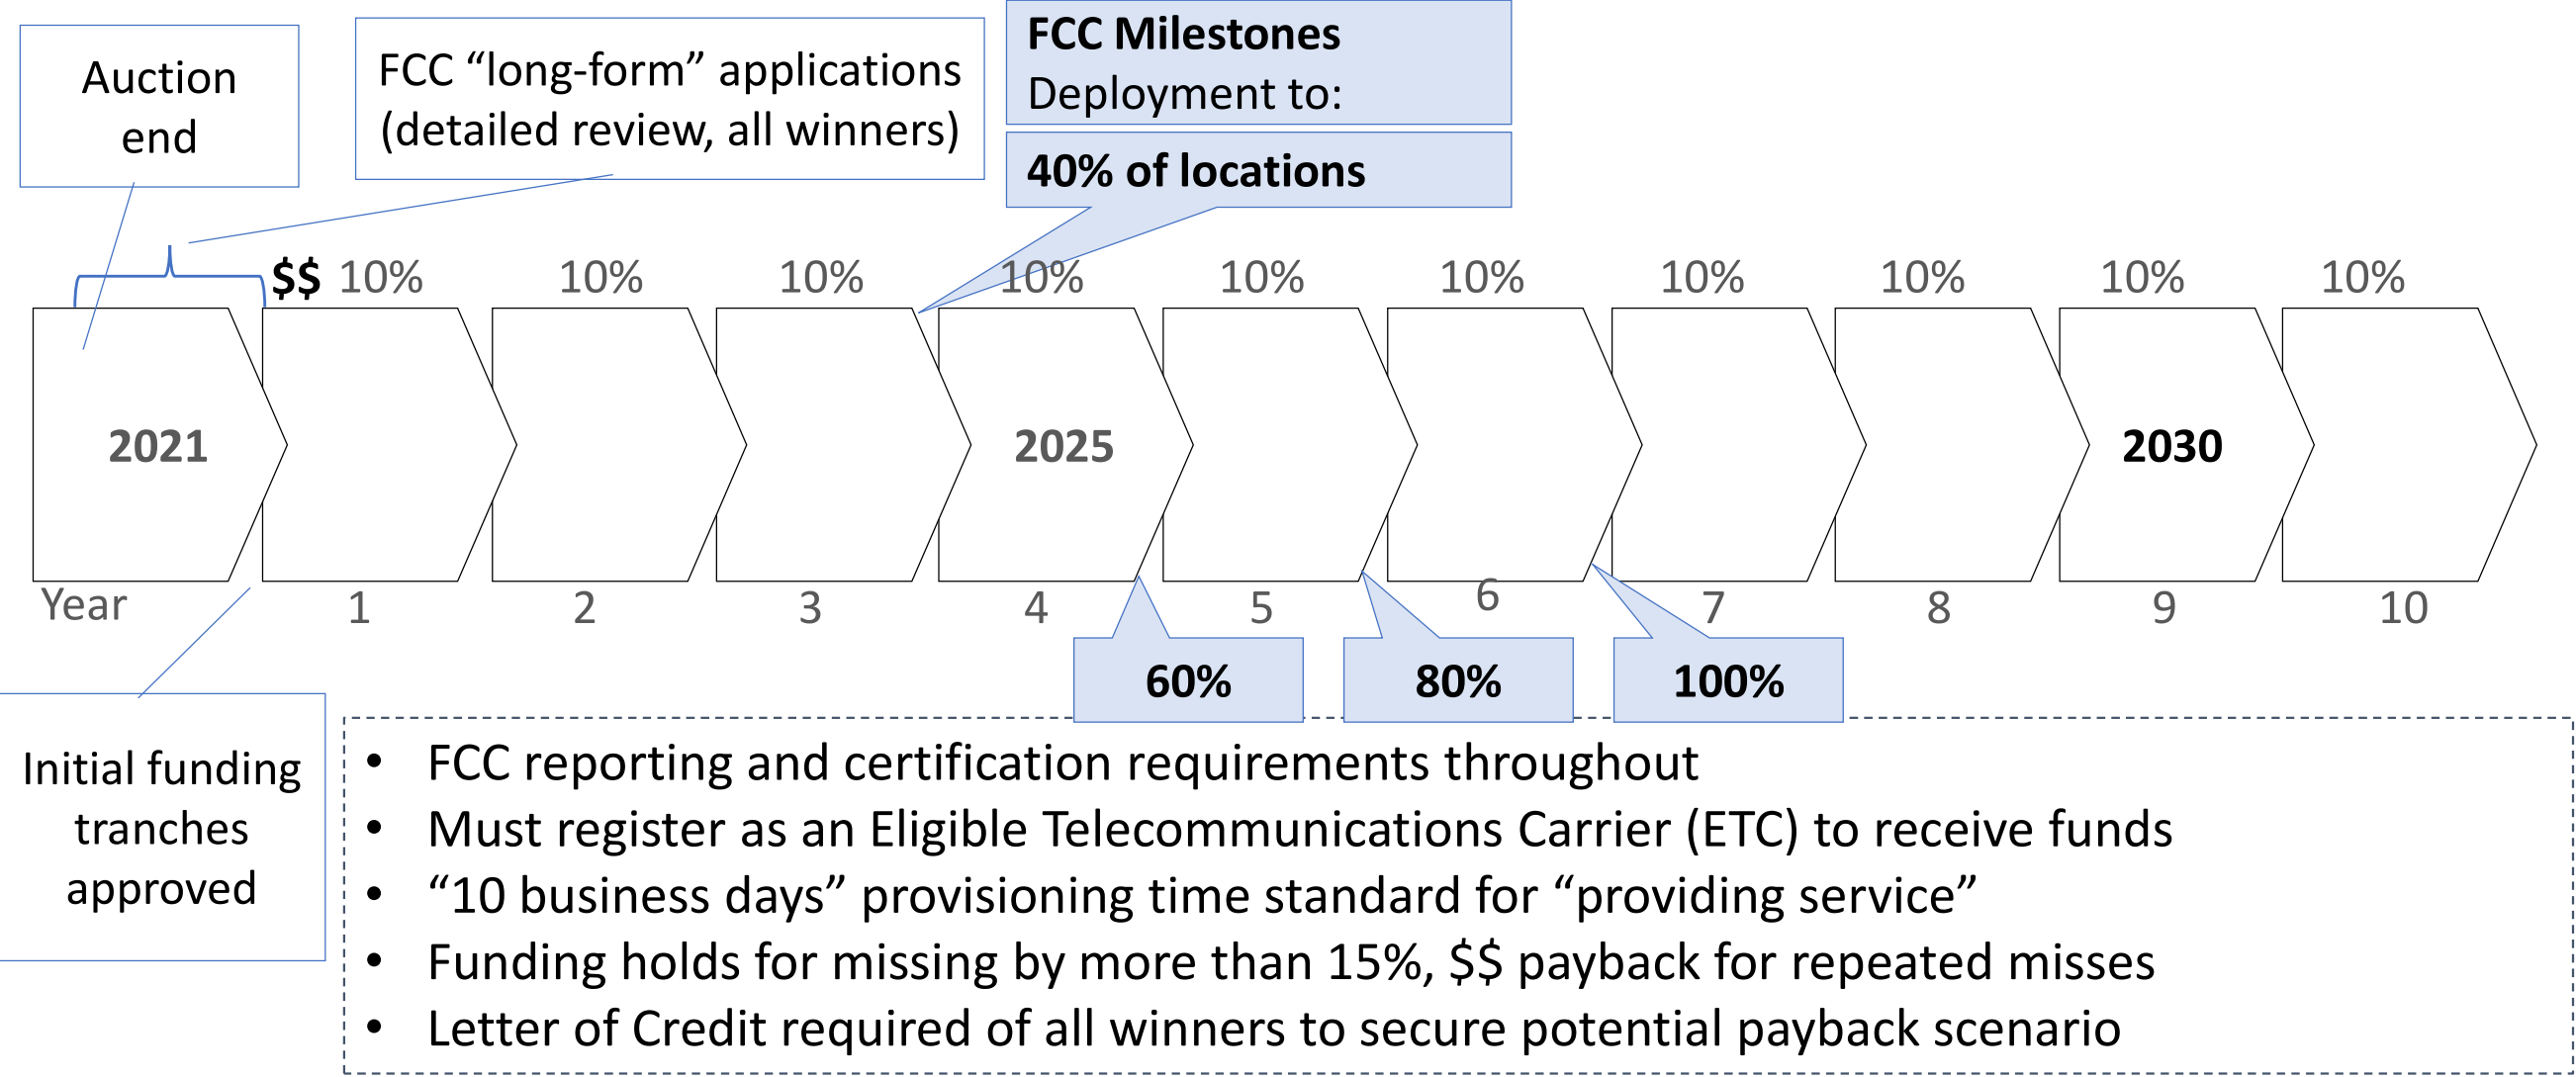 Auction
end
FCC “long-form” applications
(detailed review, all winners)
FCC Milestones
Deployment to:
40% of locations
$$ 10% 10% 10% 10% 10% 10% 10% 10% 10% 10%
2021 2025 2030
Year 1 2 3 4 5 6 7 8 9 10
60% 80% 100%
Initial funding
tranches
approved
• FCC reporting and certification requirements throughout
• Must register as an Eligible Telecommunications Carrier (ETC) to receive funds
• “10 business days” provisioning time standard for “providing service”
• Funding holds for missing by more than 15%, $$ payback for repeated misses
• Letter of Credit required of all winners to secure potential payback scenario